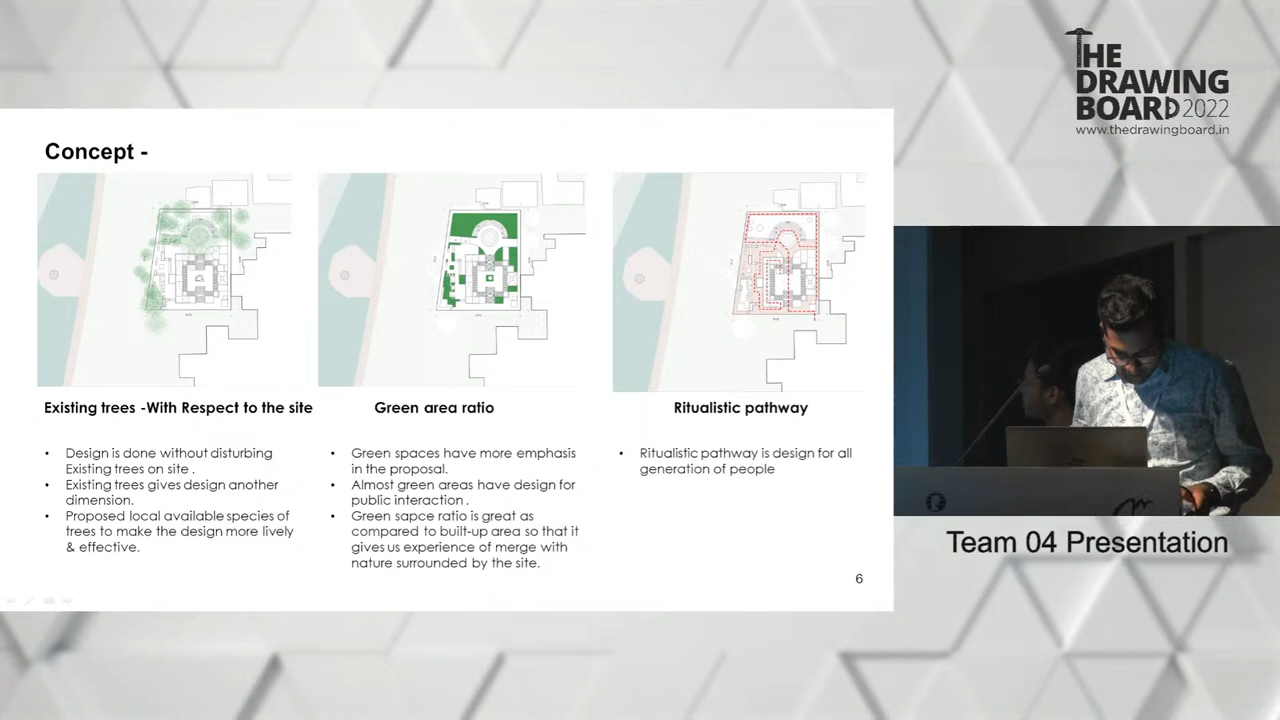 THE
DRAWING
BOARD2022
www.thedrawingboard.in
Concept -
Existing trees -With Respect to the site
Design is done without disturbing
Existing trees on site .
Existing trees gives design another
dimension.
Proposed local available species of
trees to make the design more lively
& effective.
Green area ratio
Green spaces have more emphasis
in the proposal.
Almost green areas have design for
public interaction .
Green sapce ratio is great as
compared to built-up area so that it
gives us experience of merge with
nature surrounded by the site.
Ritualistic pathway
Ritualistic pathway is design for all
generation of people
6
Team 04 Presentation